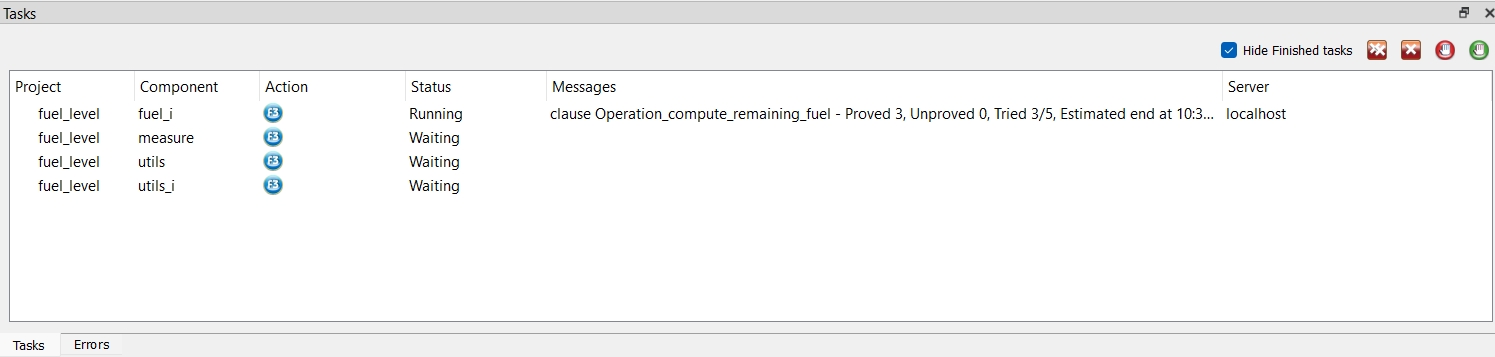 Tasks
Hide Finished tasks
Project Component Action Status Messages Server
fuel_level fuel_i F3 Running clause Operation_compute_remaining_fuel - Proved 3, Unproved 0, Tried 3/5, Estimated end at 10:3... localhost
fuel_level measure F3 Waiting
fuel_level utils F3 Waiting
fuel_level utils_i F3 Waiting
Tasks Errors